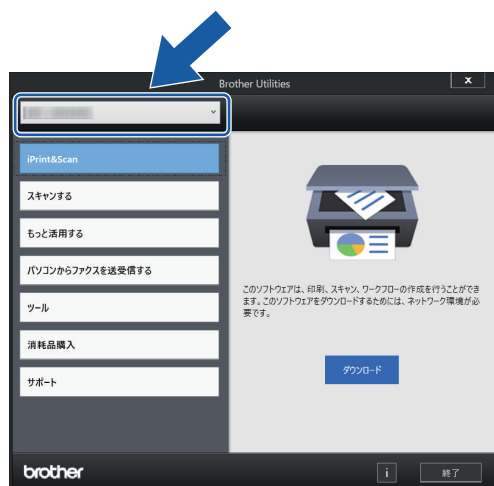 Brother Utilities
x
iPrint&Scan
スキャンする
もっと活用する
パソコンからファクスを送受信する
ツール
消耗品購入
サポート
このソフトウェアは、印刷、スキャン、ワークフローの作成を行うことができ
ます。このソフトウェアをダウンロードするためには、ネットワーク環境が必
要です。
ダウンロード
brother
i
終了